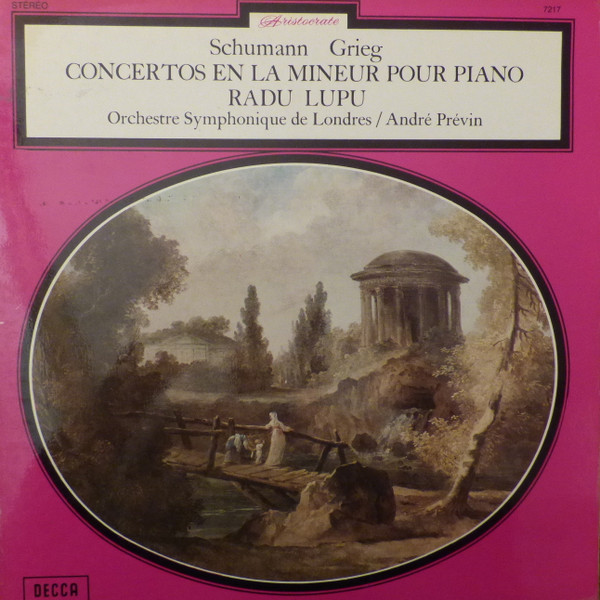 STÉRÉO
7217
Aristocrate
Schumann Grieg
CONCERTOS EN LA MINEUR POUR PIANO
RADU LUPU
Orchestre Symphonique de Londres / André Prévin
DECCA